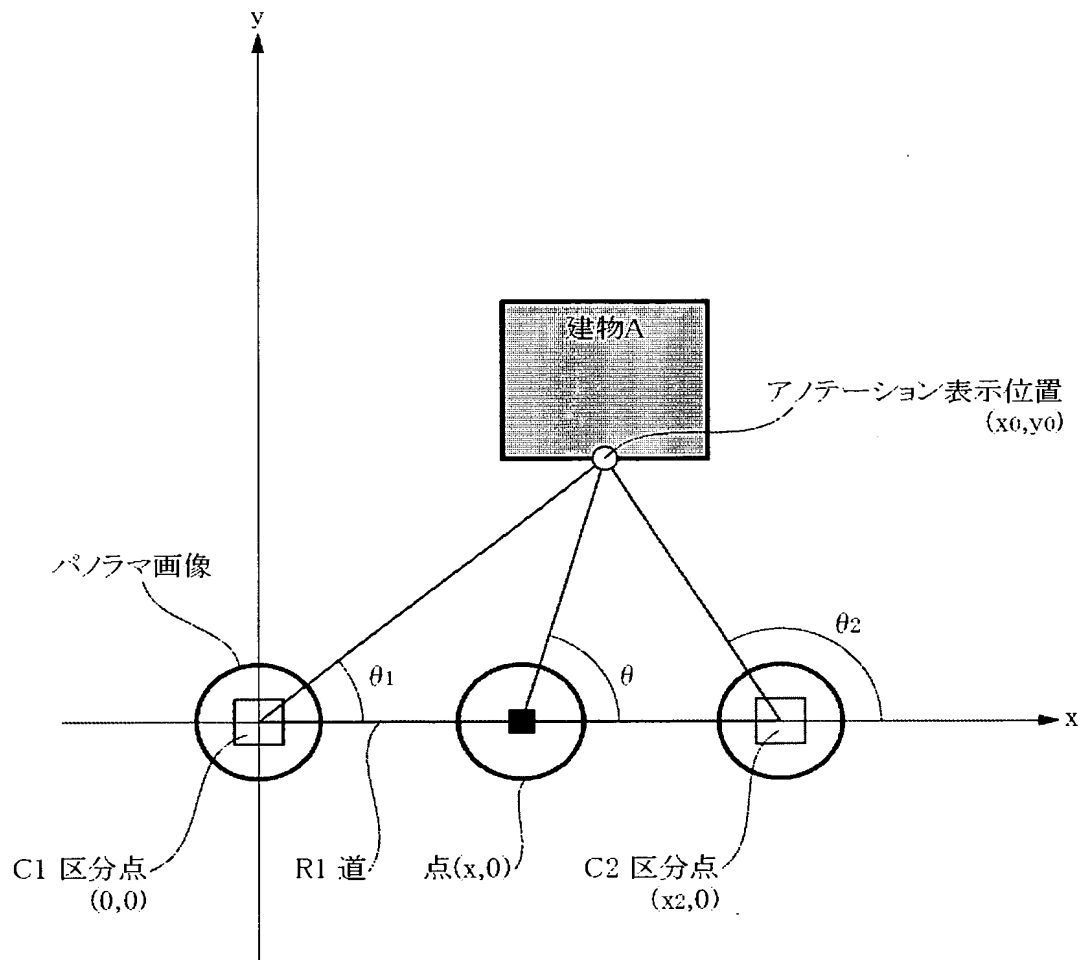 y
建物A
アノテーション表示位置
(x0,y0)
パノラマ画像
θ1
θ
θ2
x
C1 区分点
(0,0)
R1 道
点(x,0)
C2 区分点
(x2,0)